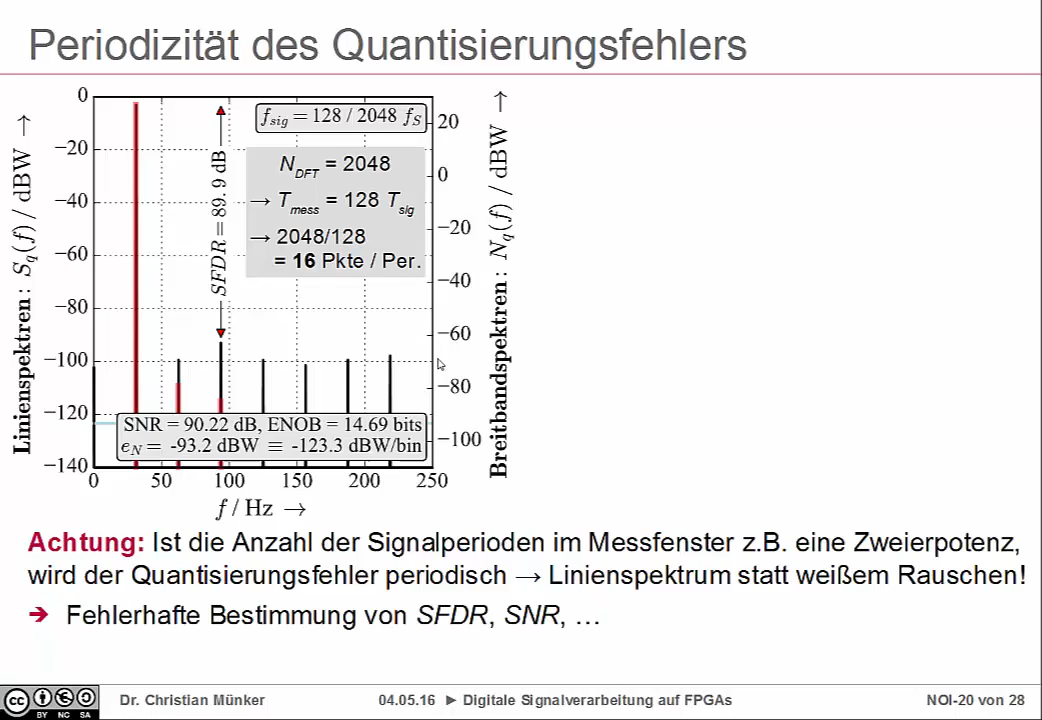 Periodizität des Quantisierungsfehlers
Linienspektren : S_q(f) / dBW →
0
−20
−40
−60
−80
−100
−120
−140
f_sig = 128 / 2048 f_S
SFDR = 89.9 dB
N_DFT = 2048
→ T_mess = 128 T_sig
→ 2048/128
= 16 Pkte / Per.
SNR = 90.22 dB, ENOB = 14.69 bits
e_N = -93.2 dBW ≡ -123.3 dBW/bin
20
0
−20
−40
−60
−80
−100
Breitbandspektren : N_q(f) / dBW →
0 50 100 150 200 250
f / Hz →
Achtung: Ist die Anzahl der Signalperioden im Messfenster z.B. eine Zweierpotenz,
wird der Quantisierungsfehler periodisch → Linienspektrum statt weißem Rauschen!
➔ Fehlerhafte Bestimmung von SFDR, SNR, …
cc BY NC SA
Dr. Christian Münker 04.05.16 ► Digitale Signalverarbeitung auf FPGAs NOI-20 von 28